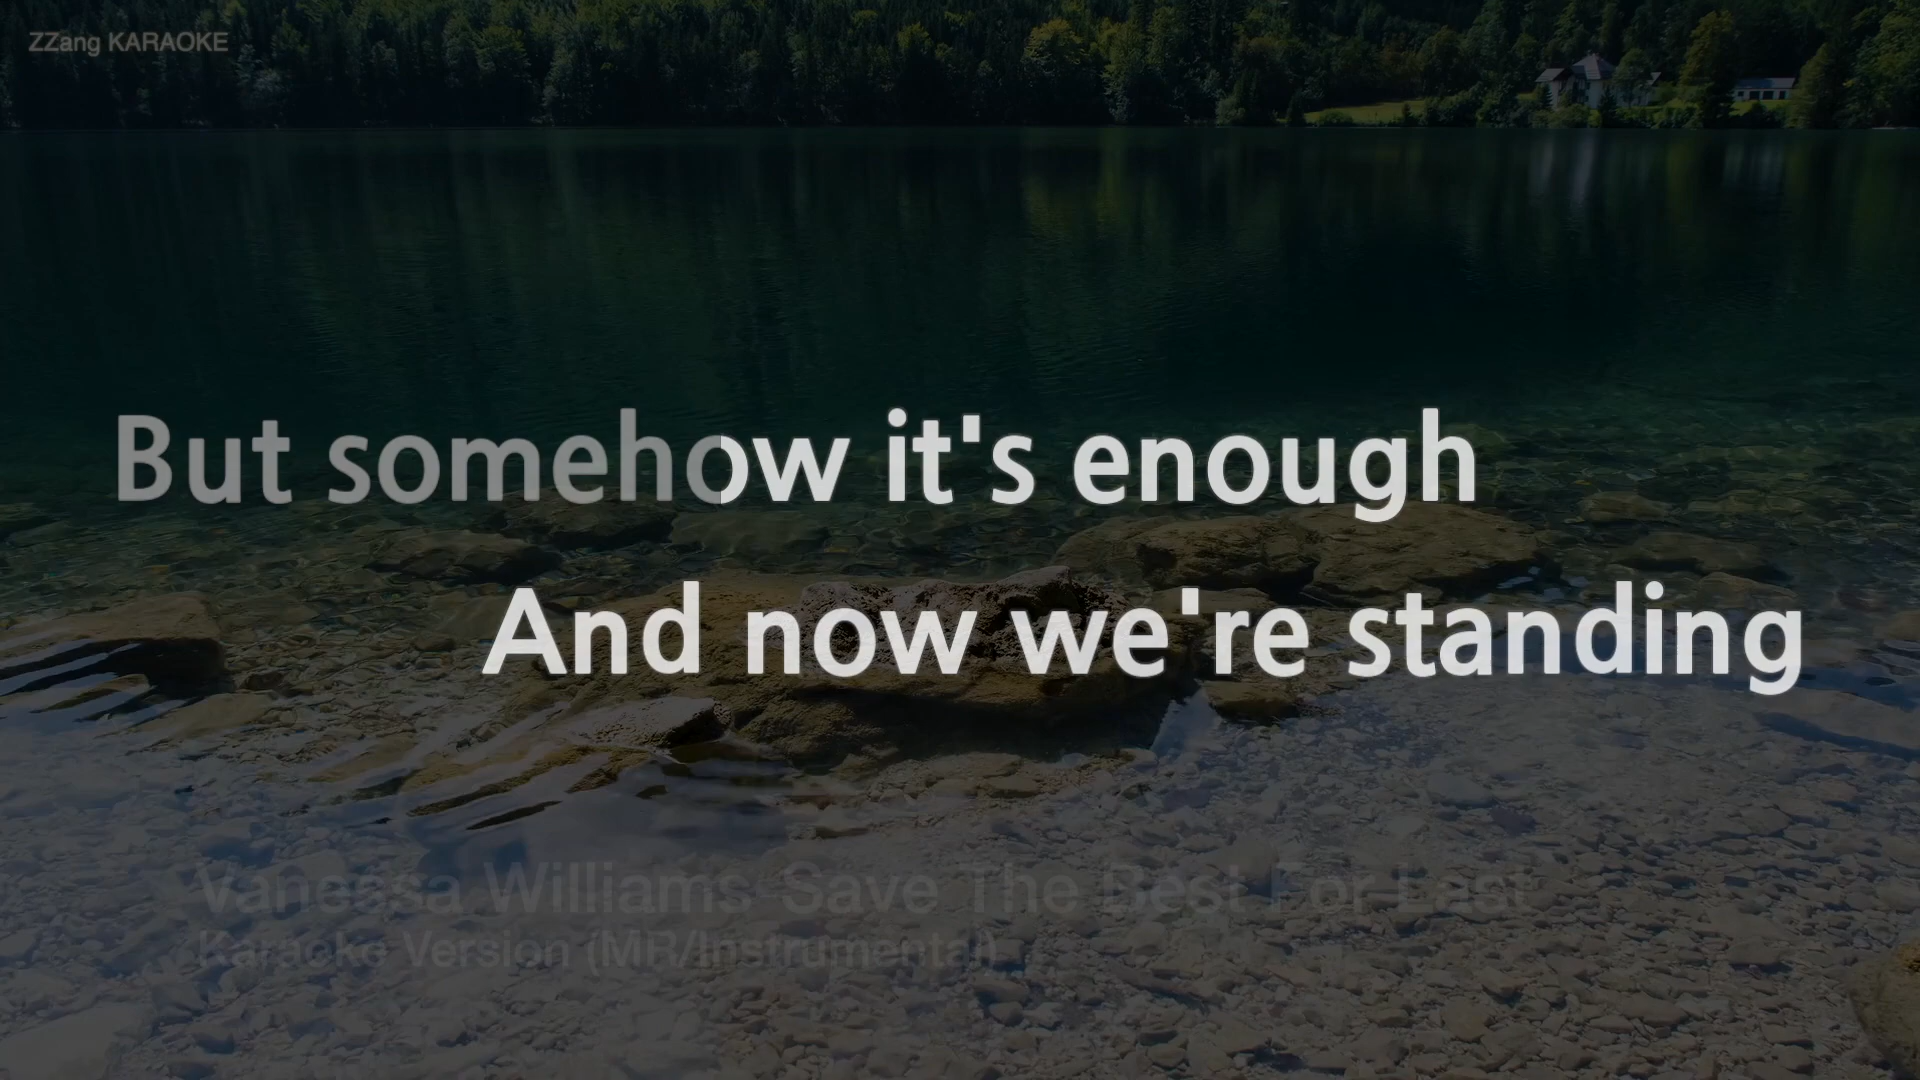 ZZang KARAOKE
But somehow it's enough
And now we're standing
Vanessa Williams-Save The Best For Last
Karaoke Version (MR/Instrumental)